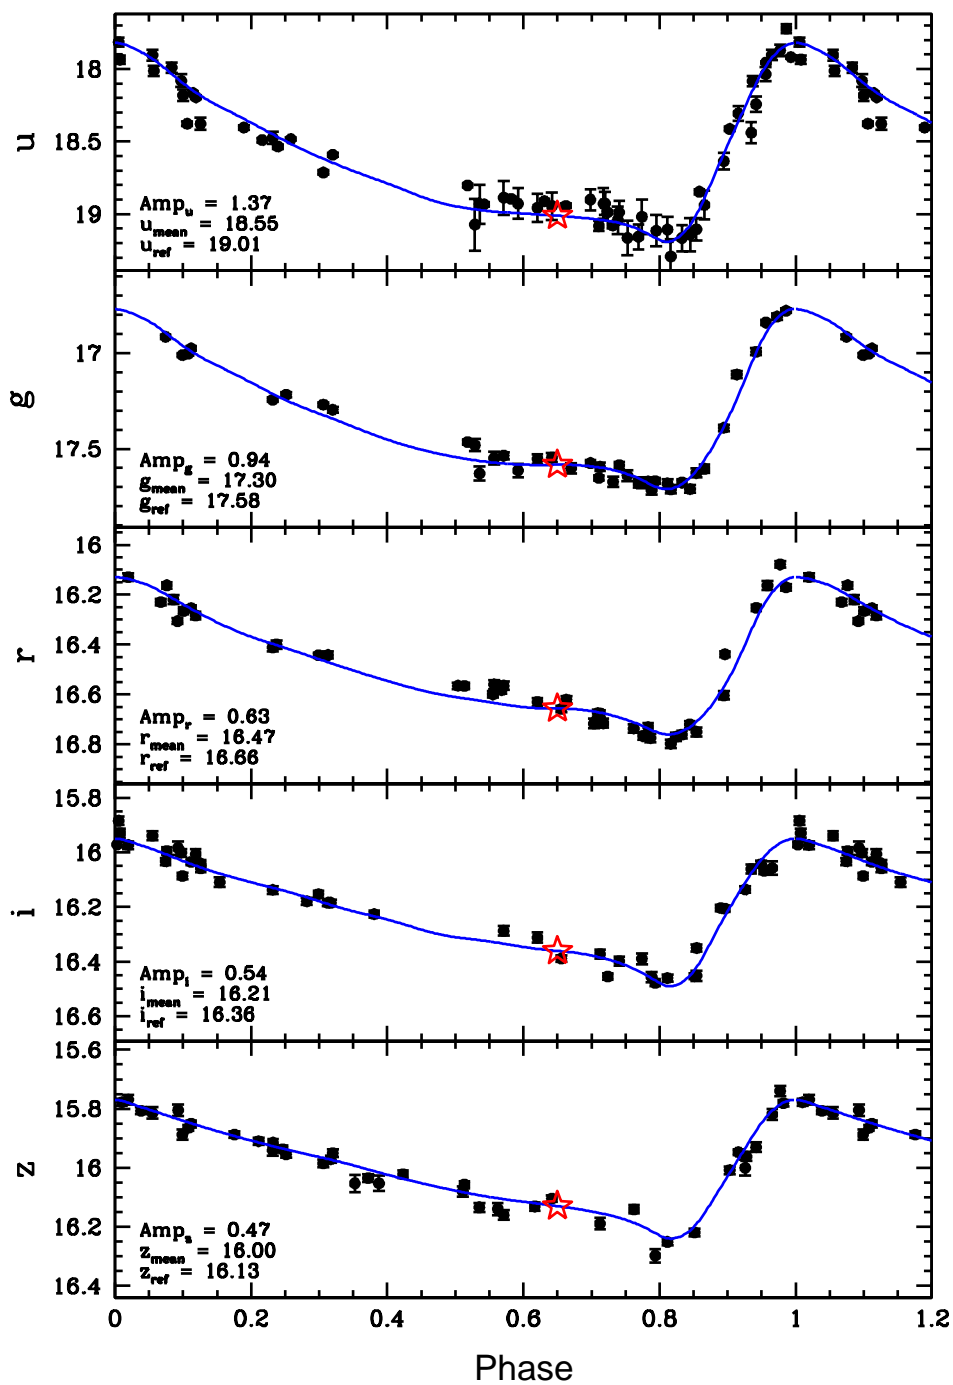 18
18.5
19
u
Amp_u = 1.37
u_mean = 18.55
u_ref = 19.01
17
17.5
g
Amp_g = 0.94
g_mean = 17.30
g_ref = 17.58
16
16.2
16.4
16.6
16.8
r
Amp_r = 0.63
r_mean = 16.47
r_ref = 16.66
15.8
16
16.2
16.4
16.6
i
Amp_i = 0.54
i_mean = 16.21
i_ref = 16.36
15.6
15.8
16
16.2
16.4
z
Amp_z = 0.47
z_mean = 16.00
z_ref = 16.13
0 0.2 0.4 0.6 0.8 1 1.2
Phase